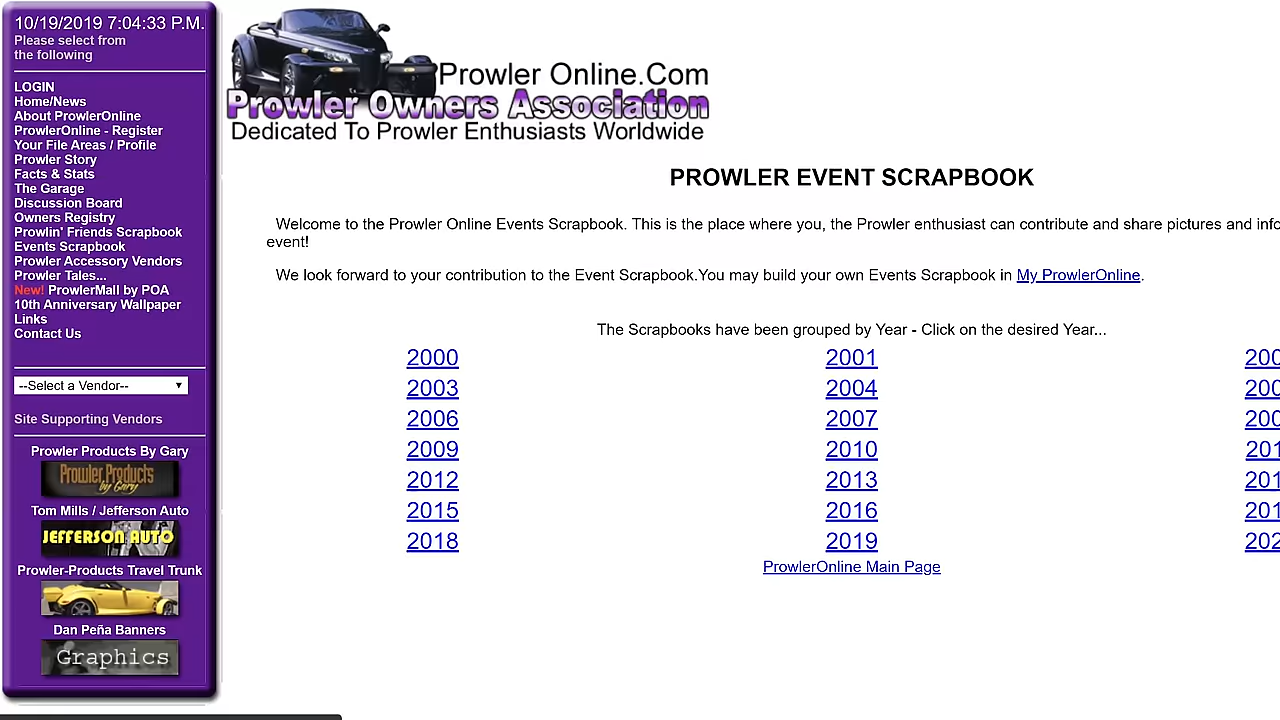 10/19/2019 7:04:33 P.M.
Please select from
the following
LOGIN
Home/News
About ProwlerOnline
ProwlerOnline - Register
Your File Areas / Profile
Prowler Story
Facts & Stats
The Garage
Discussion Board
Owners Registry
Prowlin' Friends Scrapbook
Events Scrapbook
Prowler Accessory Vendors
Prowler Tales...
New! ProwlerMall by POA
10th Anniversary Wallpaper
Links
Contact Us
--Select a Vendor--
Site Supporting Vendors
Prowler Products By Gary
Prowler Products
by Gary
Tom Mills / Jefferson Auto
JEFFERSON AUTO
Prowler-Products Travel Trunk
Dan Peña Banners
Graphics
Prowler Online.Com
Prowler Owners Association
Dedicated To Prowler Enthusiasts Worldwide
PROWLER EVENT SCRAPBOOK
Welcome to the Prowler Online Events Scrapbook. This is the place where you, the Prowler enthusiast can contribute and share pictures and info
event!
We look forward to your contribution to the Event Scrapbook.You may build your own Events Scrapbook in My ProwlerOnline.
The Scrapbooks have been grouped by Year - Click on the desired Year...
2000 2001 200
2003 2004 200
2006 2007 200
2009 2010 201
2012 2013 201
2015 2016 201
2018 2019 202
ProwlerOnline Main Page